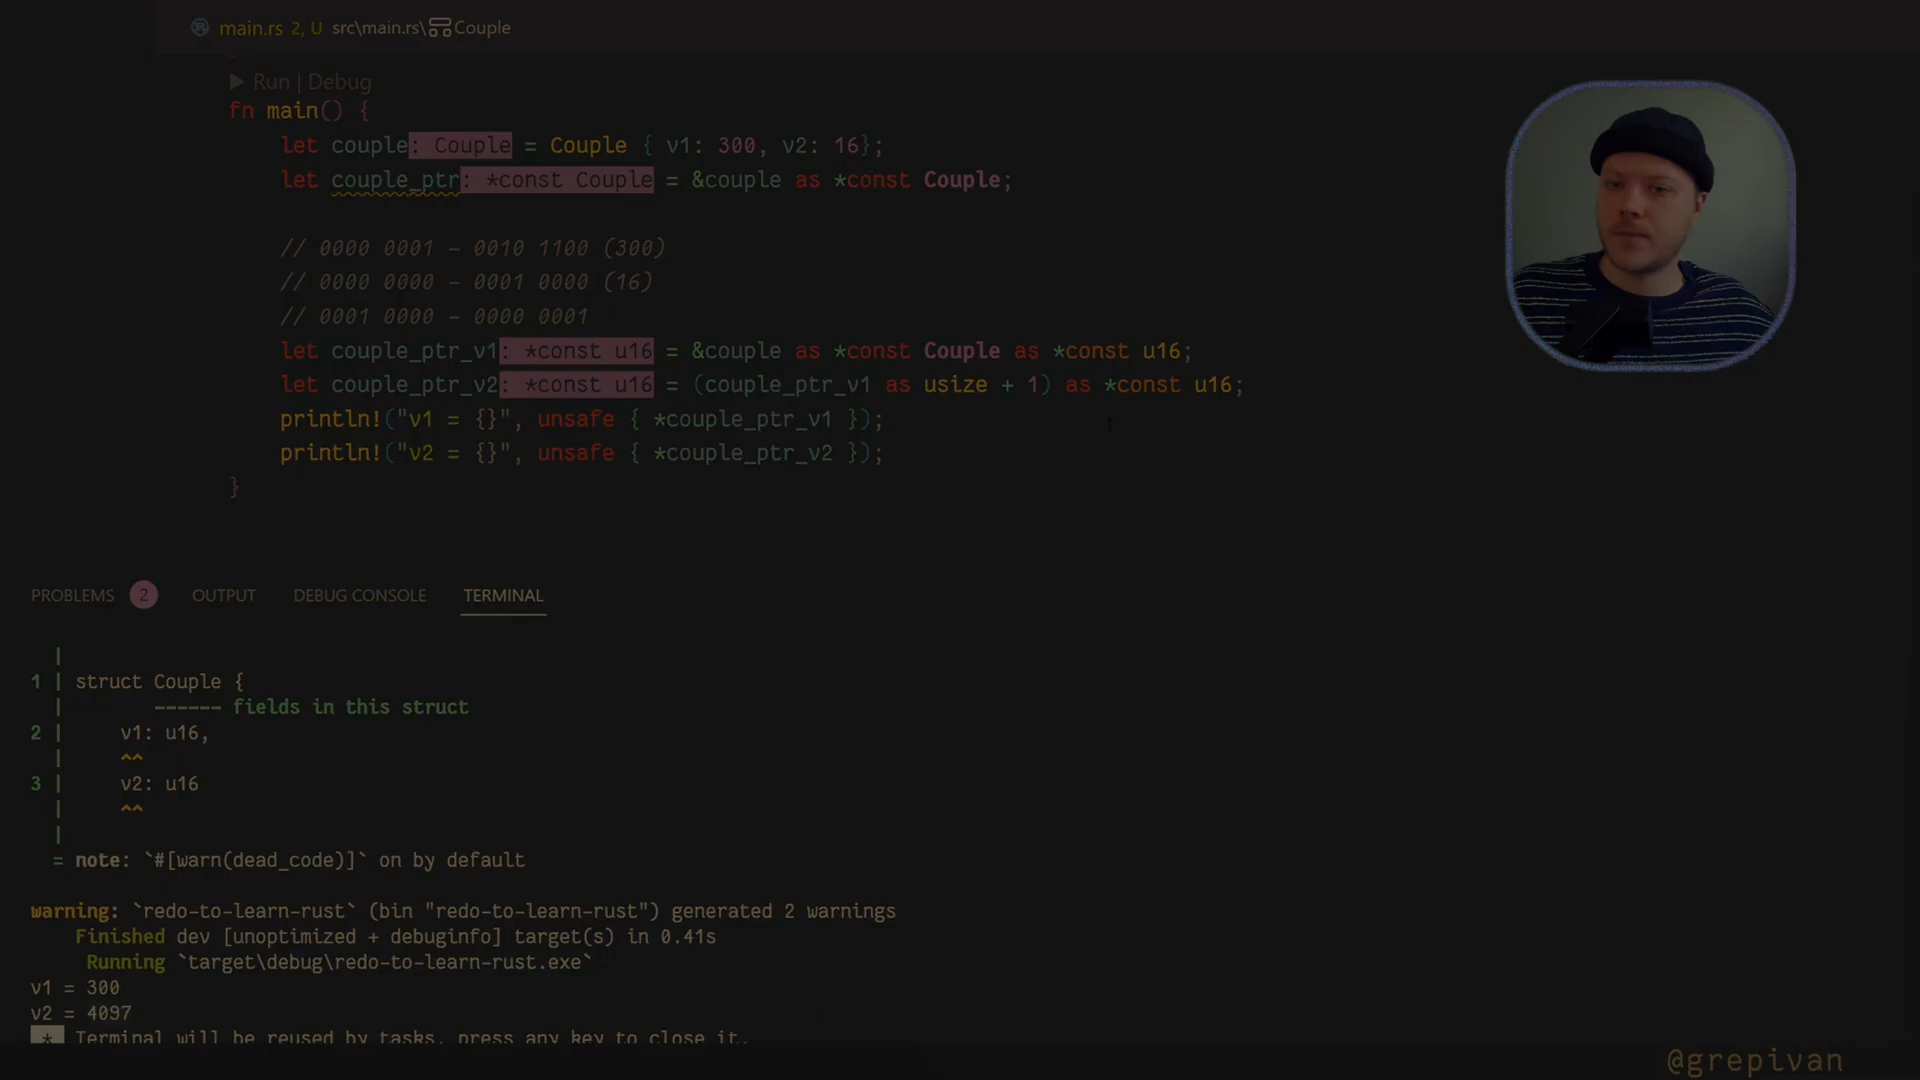 main.rs 2, U src\main.rs\ Couple
Run | Debug
fn main() {
let couple: Couple = Couple { v1: 300, v2: 16};
let couple_ptr: *const Couple = &couple as *const Couple;
// 0000 0001 - 0010 1100 (300)
// 0000 0000 - 0001 0000 (16)
// 0001 0000 - 0000 0001
let couple_ptr_v1: *const u16 = &couple as *const Couple as *const u16;
let couple_ptr_v2: *const u16 = (couple_ptr_v1 as usize + 1) as *const u16;
println!("v1 = {}", unsafe { *couple_ptr_v1 });
println!("v2 = {}", unsafe { *couple_ptr_v2 });
}
PROBLEMS 2 OUTPUT DEBUG CONSOLE TERMINAL
|
1 | struct Couple {
| ------ fields in this struct
2 | v1: u16,
| ^^
3 | v2: u16
| ^^
|
= note: `#[warn(dead_code)]` on by default
warning: `redo-to-learn-rust` (bin "redo-to-learn-rust") generated 2 warnings
Finished dev [unoptimized + debuginfo] target(s) in 0.41s
Running `target\debug\redo-to-learn-rust.exe`
v1 = 300
v2 = 4097
* Terminal will be reused by tasks, press any key to close it.
@grepivan